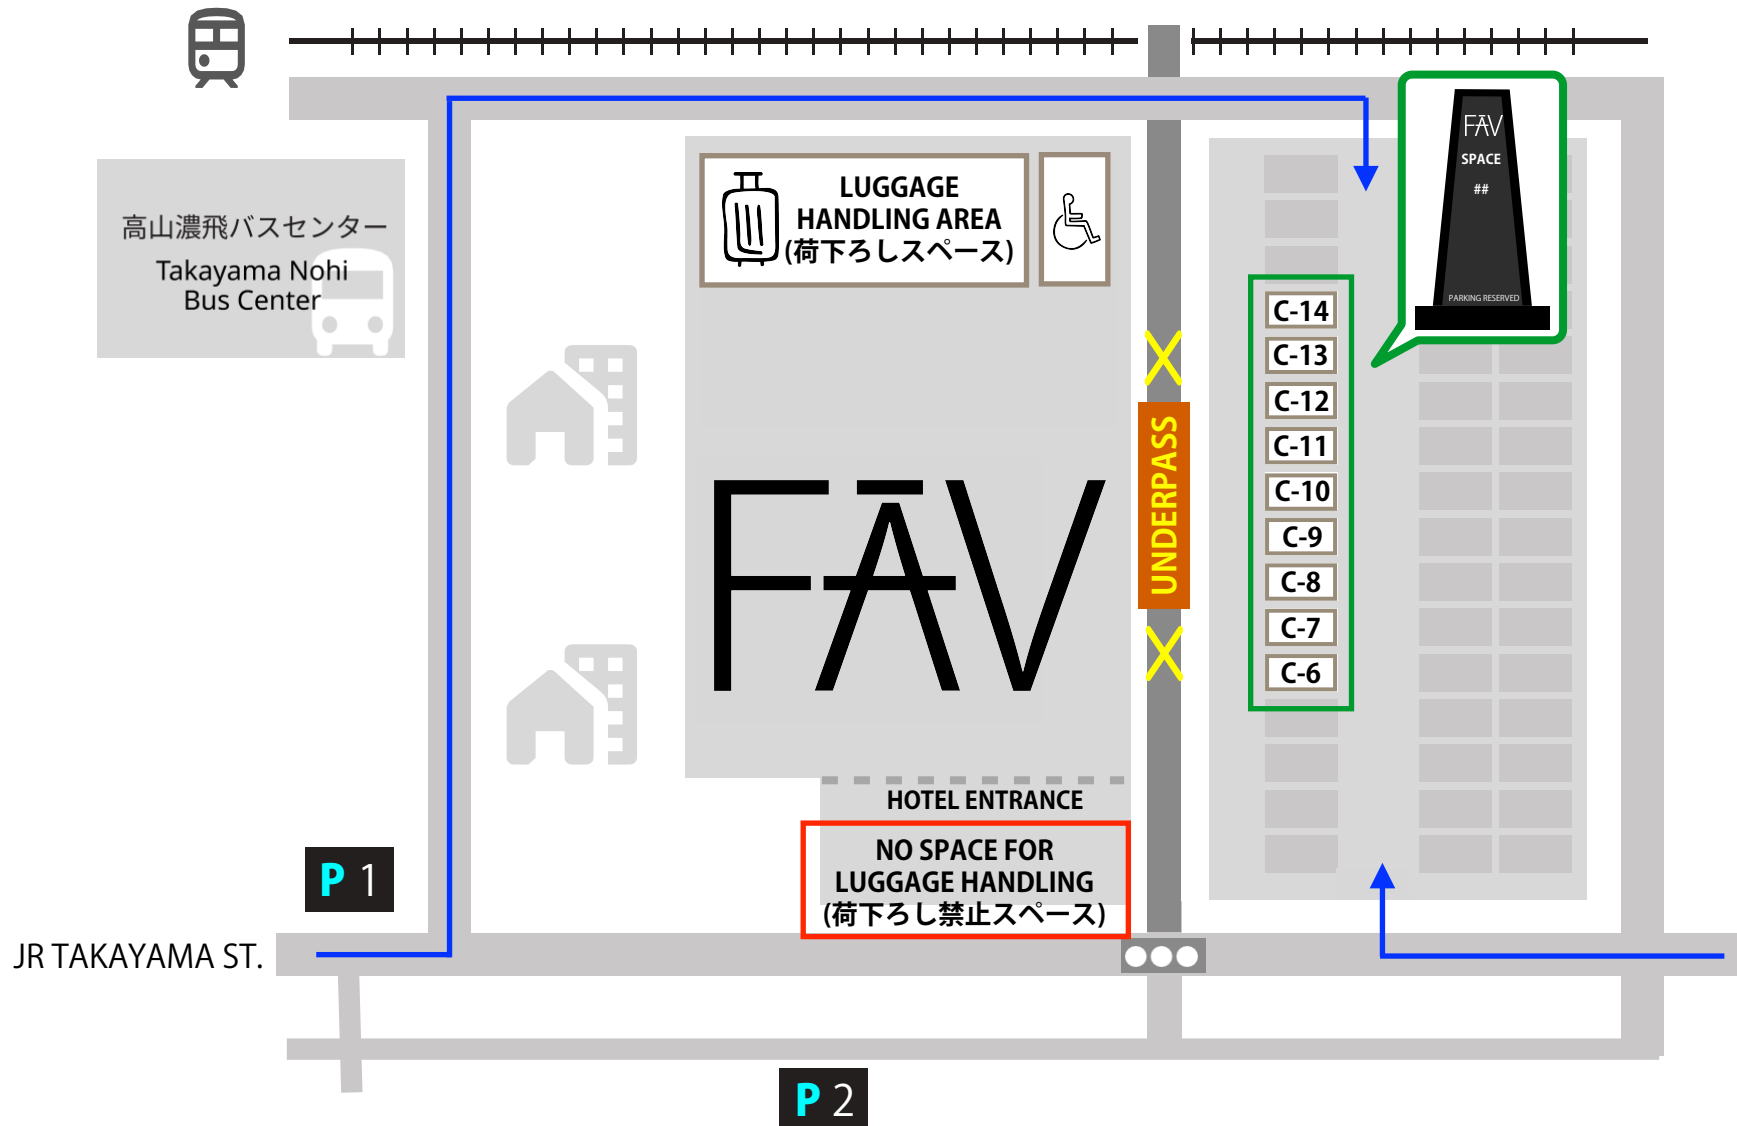 FAV
SPACE
##
PARKING RESERVED
LUGGAGE
HANDLING AREA
(荷下ろしスペース)
高山濃飛バスセンター
Takayama Nohi
Bus Center
C-14
C-13
C-12
C-11
C-10
C-9
C-8
C-7
C-6
UNDERPASS
FAV
HOTEL ENTRANCE
NO SPACE FOR
LUGGAGE HANDLING
(荷下ろし禁止スペース)
P 1
JR TAKAYAMA ST.
P 2